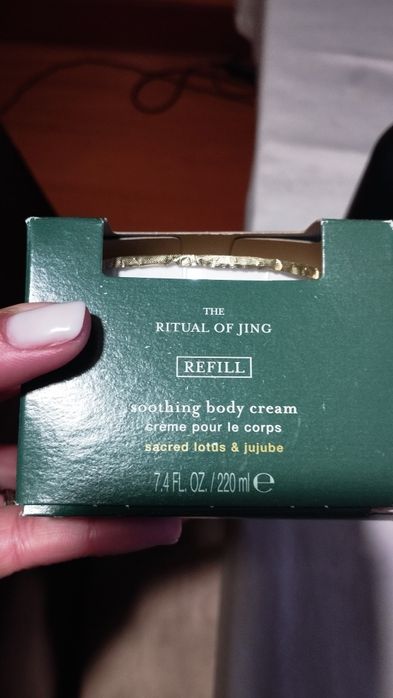 THE
RITUAL OF JING
REFILL
soothing body cream
crème pour le corps
sacred lotus & jujube
7.4 FL. OZ. / 220 ml ℮